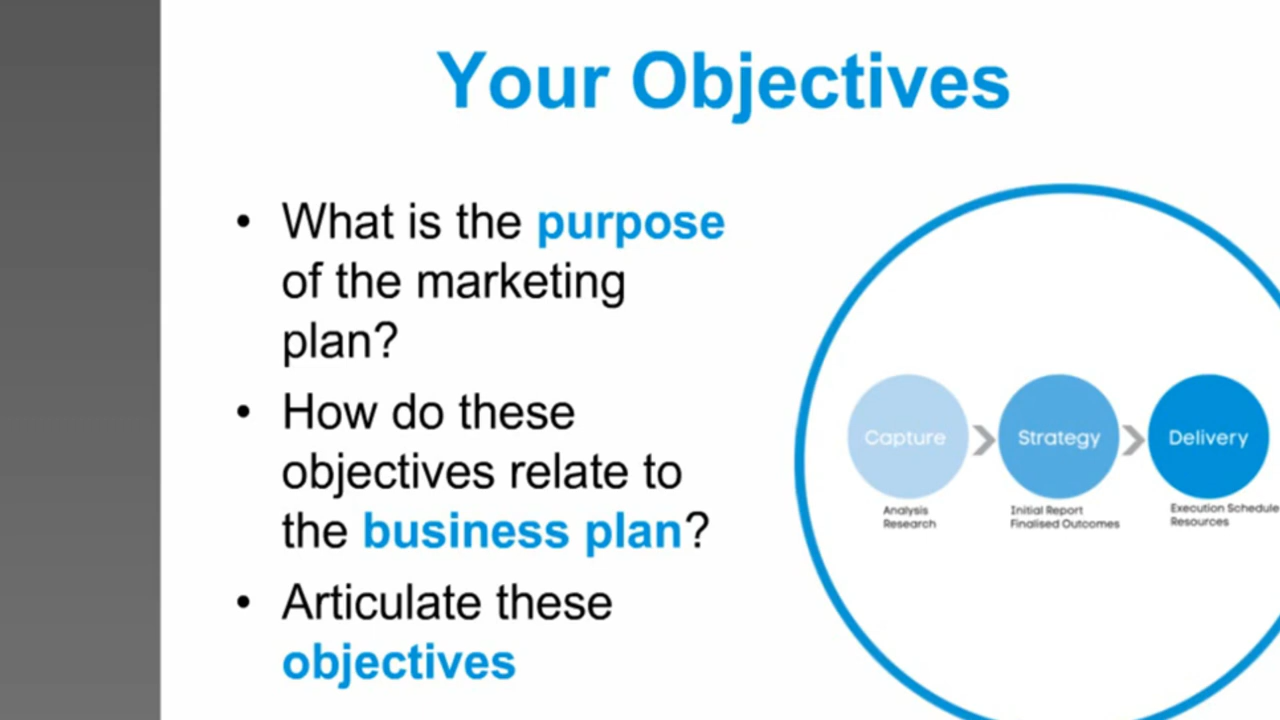 Your Objectives
• What is the purpose
of the marketing
plan?
• How do these
objectives relate to
the business plan?
• Articulate these
objectives
Capture
Strategy
Delivery
Analysis
Research
Initial Report
Finalised Outcomes
Execution Schedule
Resources